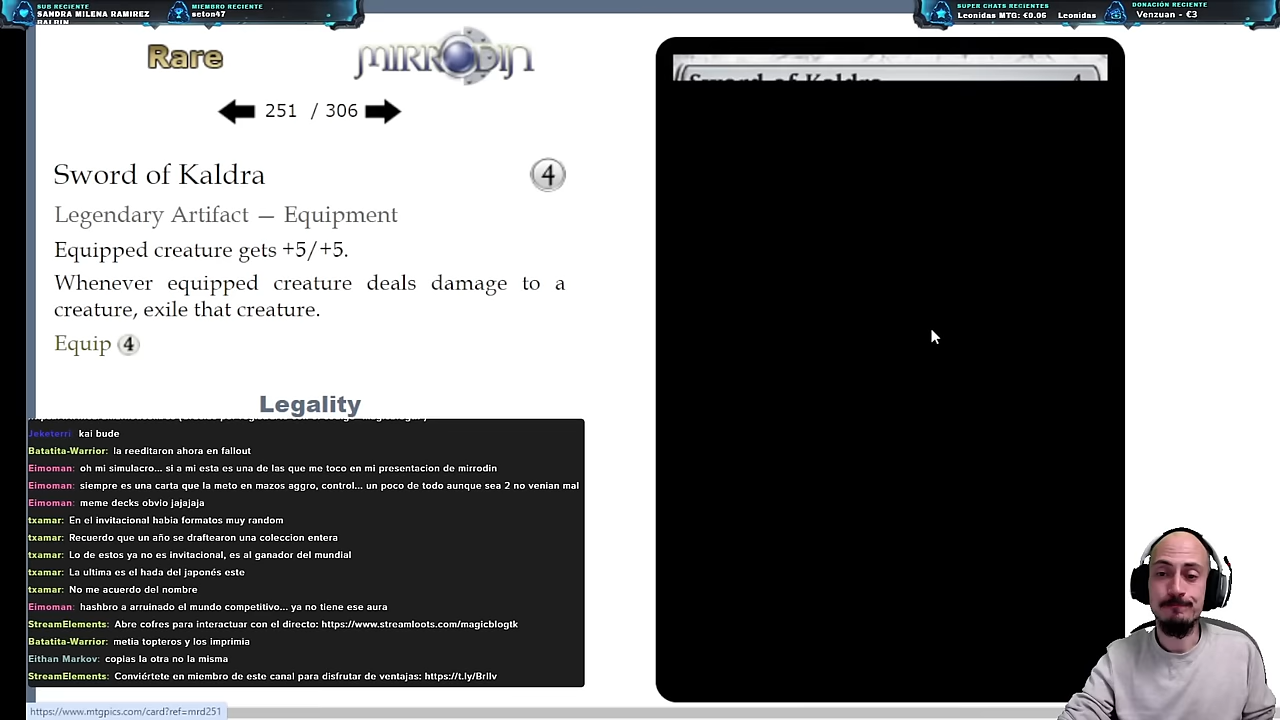 SUB RECIENTE
SANDRA MILENA RAMIREZ
MIEMBRO RECIENTE
seton47
SUPER CHATS RECIENTES
Leonidas MTG: €0.06 Leonidas
DONACIÓN RECIENTE
Venzuan - €3
Rare
MIRRODIN
251 / 306
Sword of Kaldra
4
Legendary Artifact — Equipment
Equipped creature gets +5/+5.
Whenever equipped creature deals damage to a
creature, exile that creature.
Equip 4
Legality
Jeketerri: kai bude
Batatita-Warrior: la reeditaron ahora en fallout
Eimoman: oh mi simulacro... si a mi esta es una de las que me toco en mi presentacion de mirrodin
Eimoman: siempre es una carta que la meto en mazos aggro, control... un poco de todo aunque sea 2 no venian mal
Eimoman: meme decks obvio jajajaja
txamar: En el invitacional habia formatos muy random
txamar: Recuerdo que un año se draftearon una coleccion entera
txamar: Lo de estos ya no es invitacional, es al ganador del mundial
txamar: La ultima es el hada del japonés este
txamar: No me acuerdo del nombre
Eimoman: hashbro a arruinado el mundo competitivo... ya no tiene ese aura
StreamElements: Abre cofres para interactuar con el directo: https://www.streamloots.com/magicblogtk
Batatita-Warrior: metia topteros y los imprimia
Eithan Markov: copias la otra no la misma
StreamElements: Conviértete en miembro de este canal para disfrutar de ventajas: https://t.ly/BrlIv
https://www.mtgpics.com/card?ref=mrd251
Sword of Kaldra 4